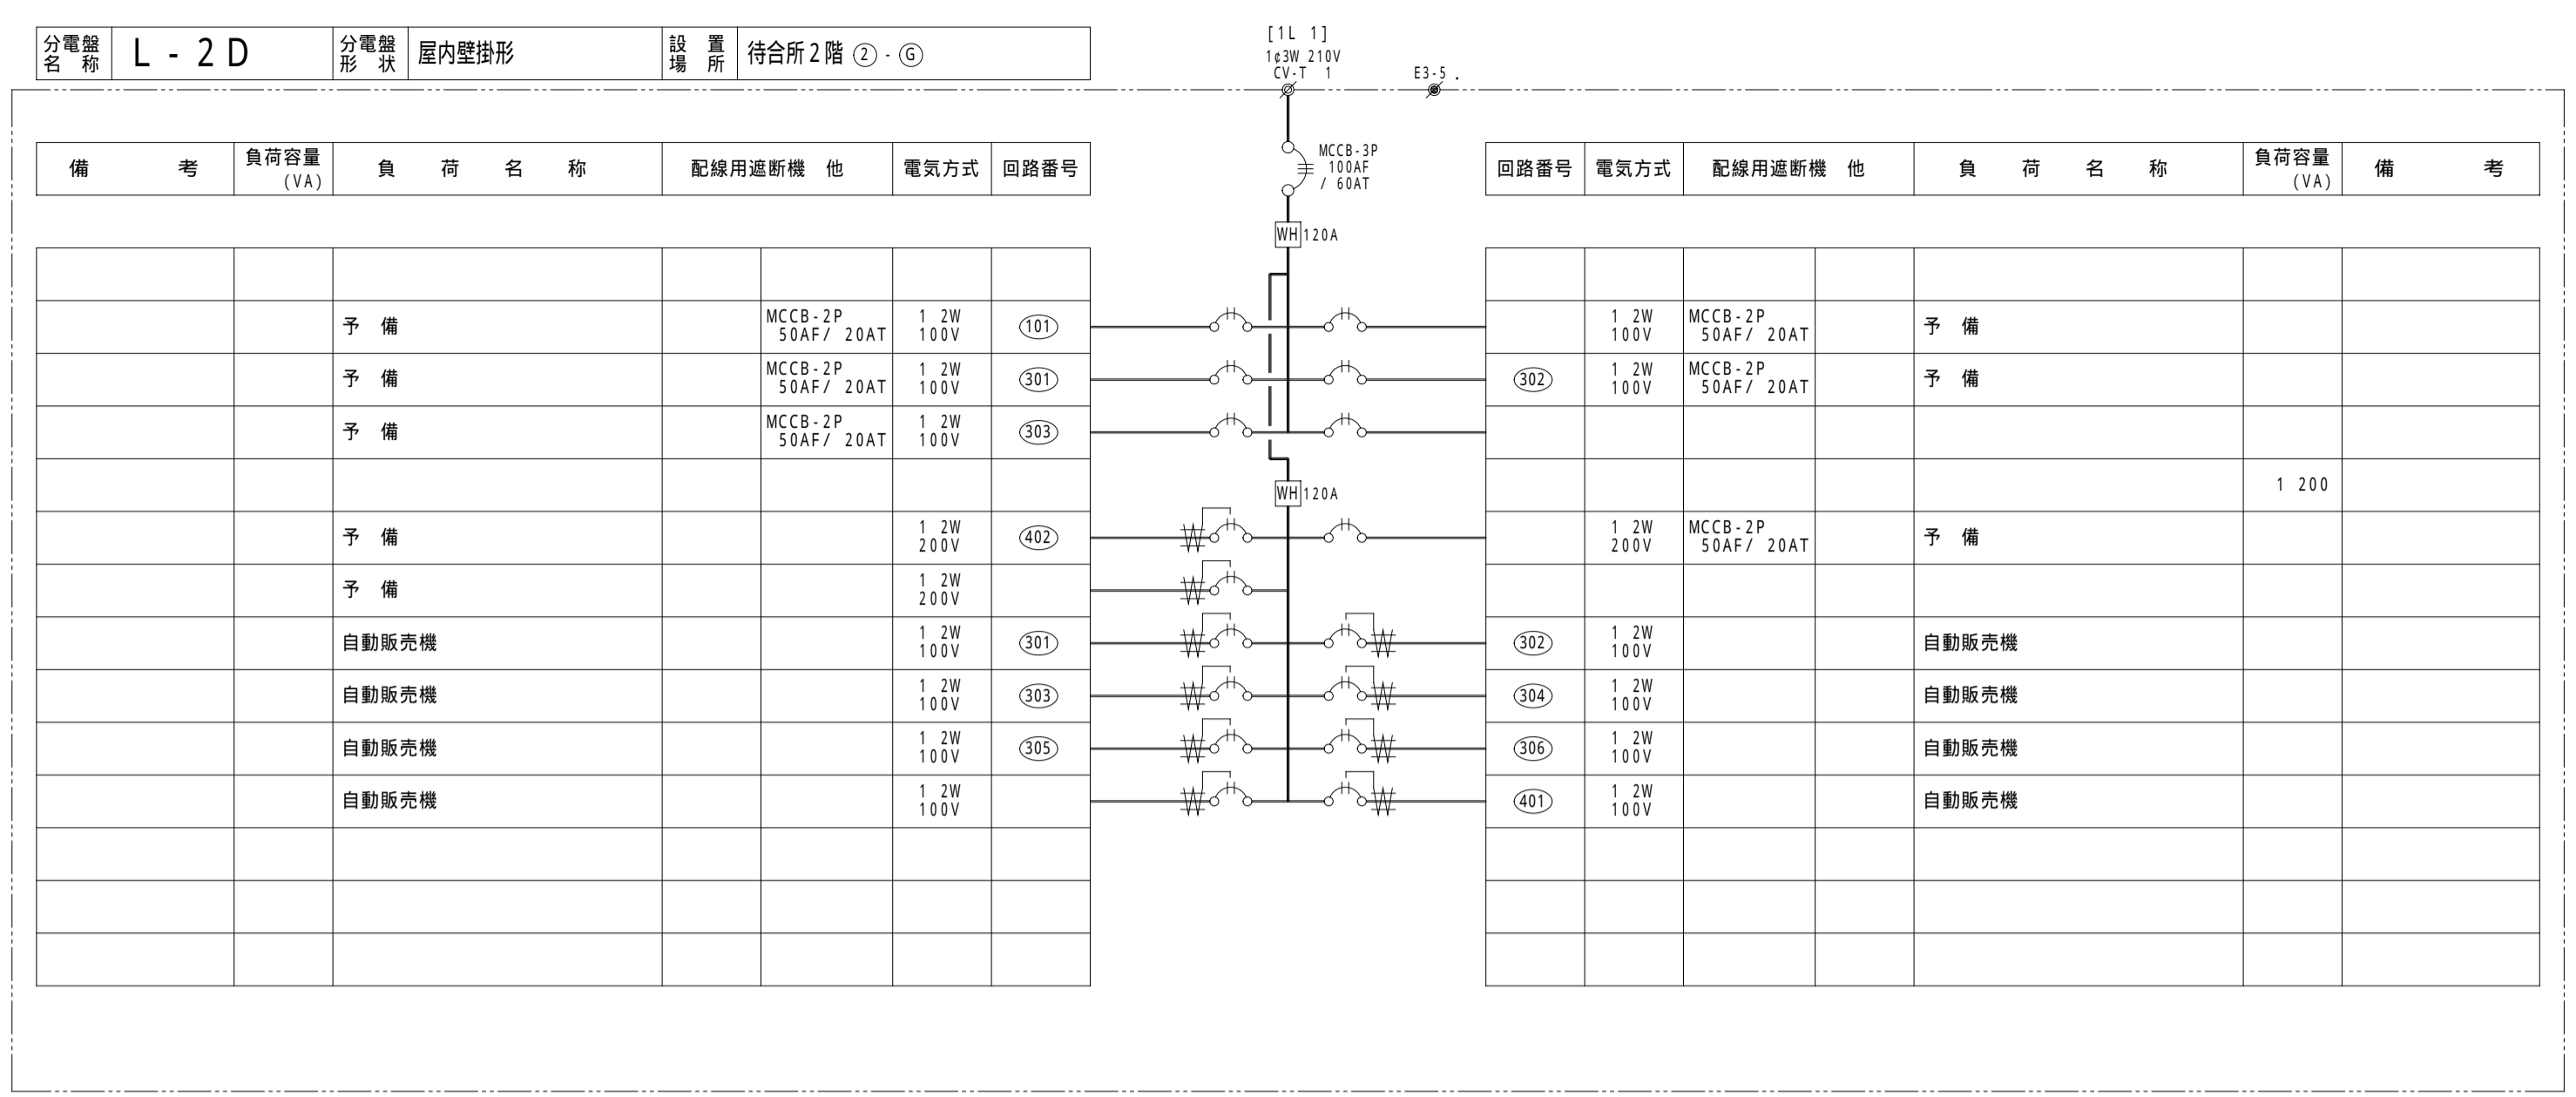 分電盤名称 L-2D 分電盤形状 屋内壁掛形 設置場所 待合所2階 ②-Ⓖ
[1L 1]
1¢3W 210V
CV-T 1
E3-5 .
備考 負荷容量(VA) 負荷名称 配線用遮断機 他 電気方式 回路番号
MCCB-3P
100AF
/ 60AT
回路番号 電気方式 配線用遮断機 他 負荷名称 負荷容量(VA) 備考
WH 120A
予 備 MCCB-2P 50AF/ 20AT 1 2W 100V 101
1 2W 100V MCCB-2P 50AF/ 20AT 予 備
予 備 MCCB-2P 50AF/ 20AT 1 2W 100V 301
302 1 2W 100V MCCB-2P 50AF/ 20AT 予 備
予 備 MCCB-2P 50AF/ 20AT 1 2W 100V 303
1 200
WH 120A
予 備 1 2W 200V 402
1 2W 200V MCCB-2P 50AF/ 20AT 予 備
予 備 1 2W 200V
自動販売機 1 2W 100V 301
302 1 2W 100V 自動販売機
自動販売機 1 2W 100V 303
304 1 2W 100V 自動販売機
自動販売機 1 2W 100V 305
306 1 2W 100V 自動販売機
自動販売機 1 2W 100V
401 1 2W 100V 自動販売機